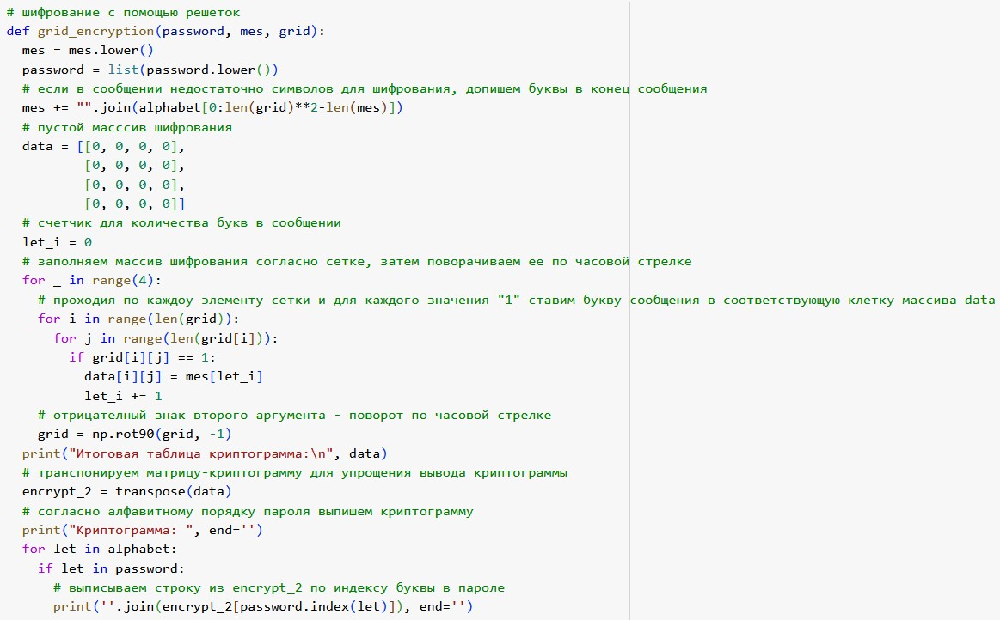 # шифрование с помощью решеток
def grid_encryption(password, mes, grid):
  mes = mes.lower()
  password = list(password.lower())
  # если в сообщении недостаточно символов для шифрования, допишем буквы в конец сообщения
  mes += "".join(alphabet[0:len(grid)**2-len(mes)])
  # пустой масссив шифрования
  data = [[0, 0, 0, 0],
          [0, 0, 0, 0],
          [0, 0, 0, 0],
          [0, 0, 0, 0]]
  # счетчик для количества букв в сообщении
  let_i = 0
  # заполняем массив шифрования согласно сетке, затем поворачиваем ее по часовой стрелке
  for _ in range(4):
    # проходия по каждоу элементу сетки и для каждого значения "1" ставим букву сообщения в соответствующую клетку массива data
    for i in range(len(grid)):
      for j in range(len(grid[i])):
        if grid[i][j] == 1:
          data[i][j] = mes[let_i]
          let_i += 1
    # отрицателный знак второго аргумента - поворот по часовой стрелке
    grid = np.rot90(grid, -1)
  print("Итоговая таблица криптограмма:\n", data)
  # транспонируем матрицу-криптограмму для упрощения вывода криптограммы
  encrypt_2 = transpose(data)
  # согласно алфавитному порядку пароля выпишем криптограмму
  print("Криптограмма: ", end='')
  for let in alphabet:
    if let in password:
      # выписываем строку из encrypt_2 по индексу буквы в пароле
      print(''.join(encrypt_2[password.index(let)]), end='')